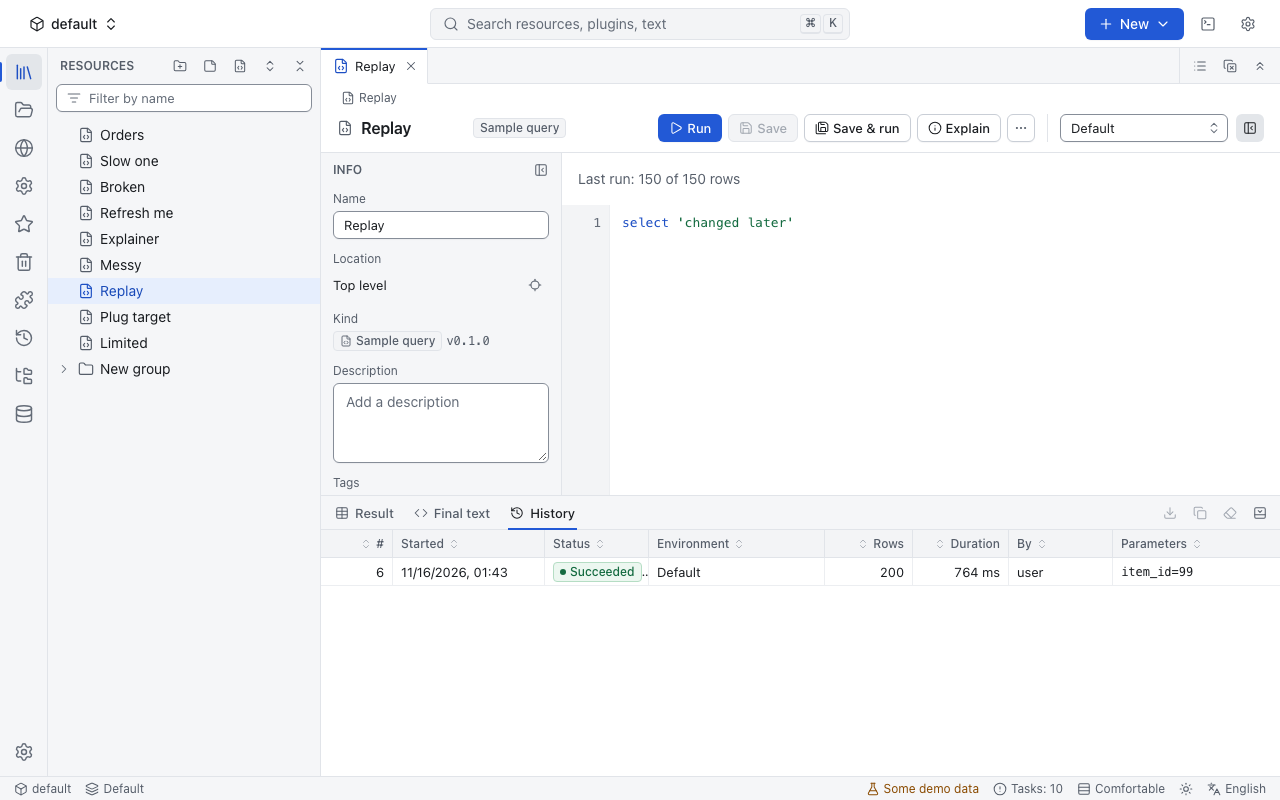 default
Search resources, plugins, text
⌘ K
New
RESOURCES
Filter by name
Orders
Slow one
Broken
Refresh me
Explainer
Messy
Replay
Plug target
Limited
New group
Replay
Replay
Replay
Sample query
Run
Save
Save & run
Explain
Default
INFO
Name
Replay
Location
Top level
Kind
Sample query v0.1.0
Description
Add a description
Tags
Last run: 150 of 150 rows
1 select 'changed later'
Result
Final text
History
# Started Status Environment Rows Duration By Parameters
6 11/16/2026, 01:43 Succeeded… Default 200 764 ms user item_id=99
default
Default
Some demo data
Tasks: 10
Comfortable
English